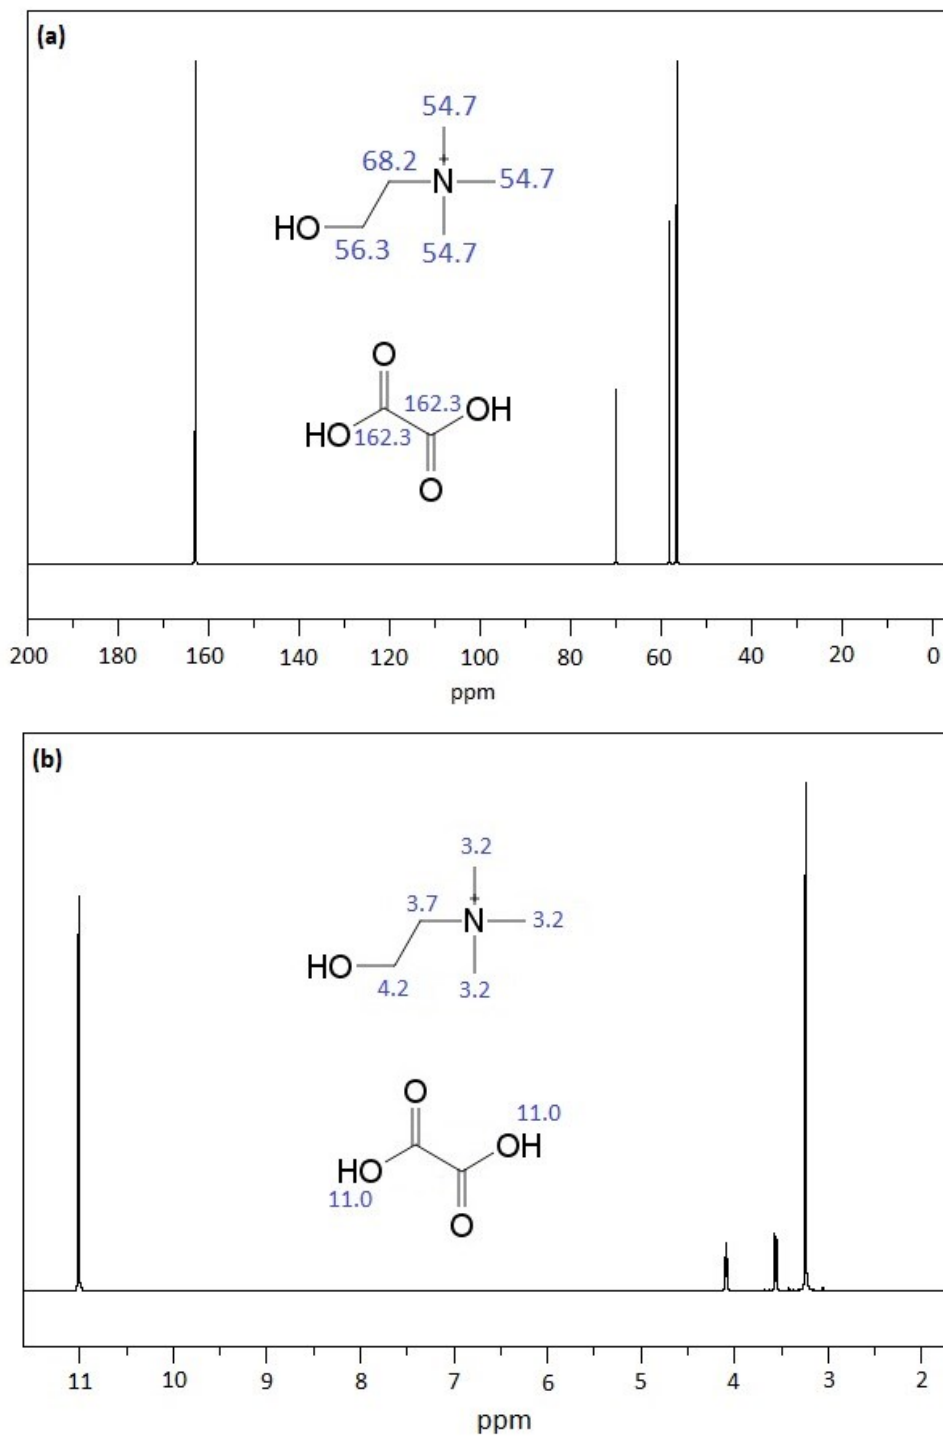 (a)
54.7
68.2 + N 54.7
HO 56.3 54.7
O
162.3 OH
HO 162.3
O
200 180 160 140 120 100 80 60 40 20 0
ppm
(b)
3.2
3.7 + N 3.2
HO 4.2 3.2
O 11.0
OH
HO
11.0 O
11 10 9 8 7 6 5 4 3 2
ppm